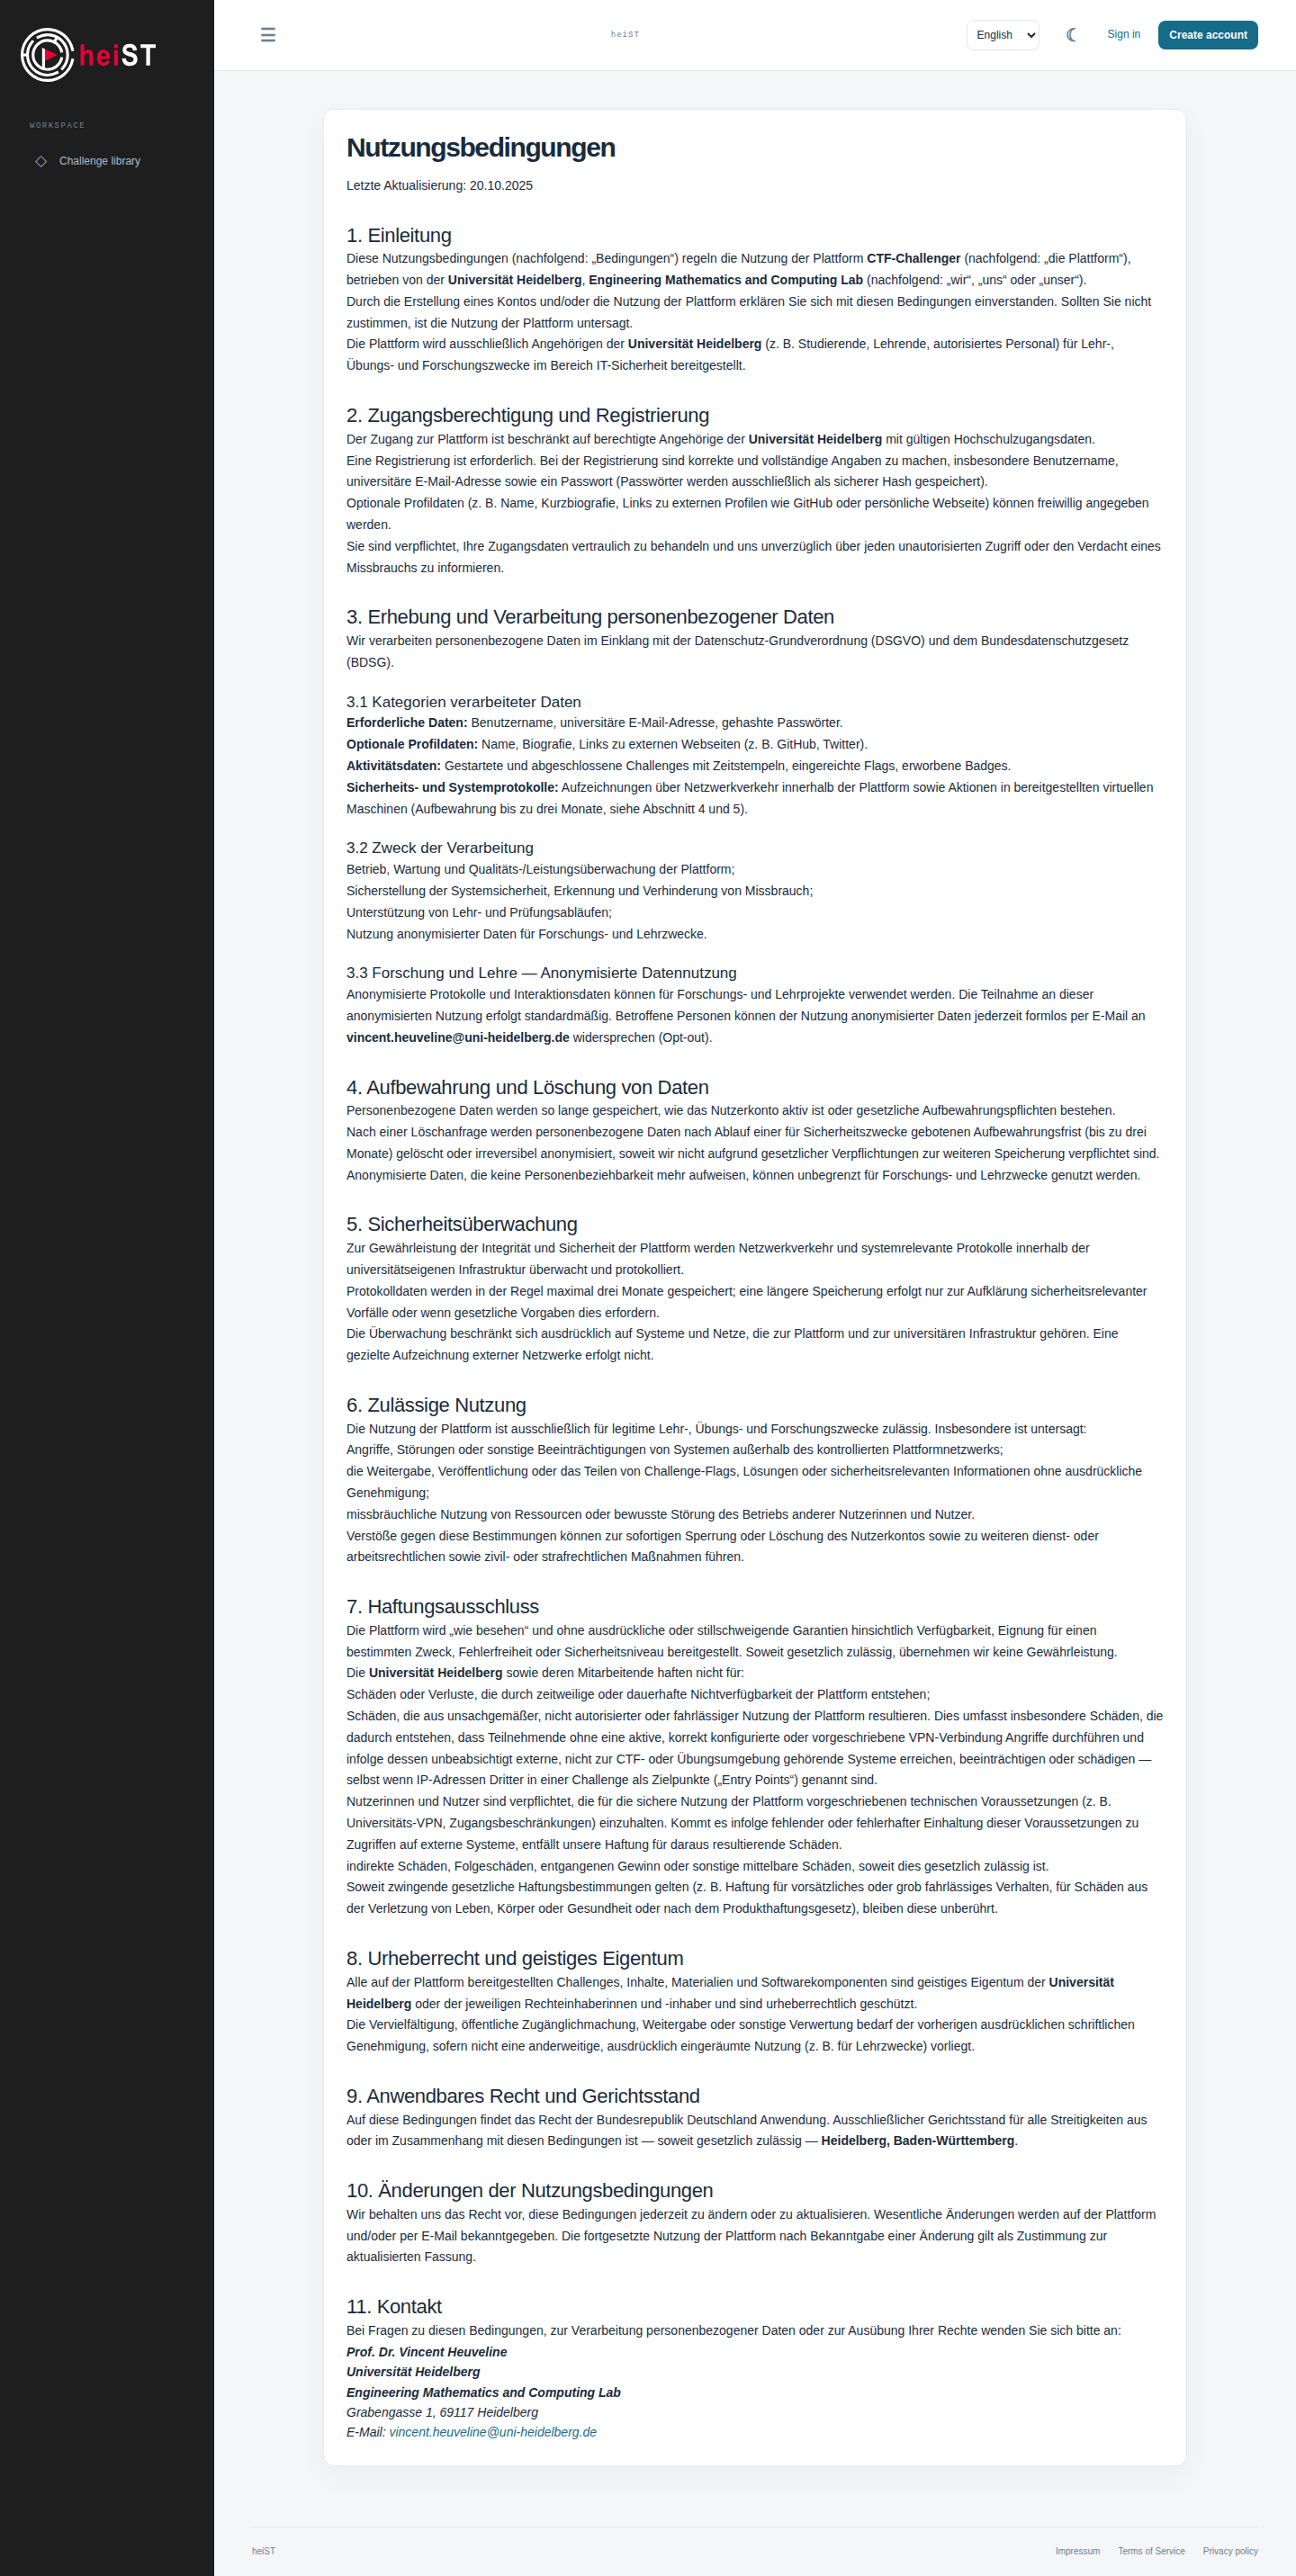 heiST
WORKSPACE
Challenge library
heiST
English
Sign in
Create account
Nutzungsbedingungen
Letzte Aktualisierung: 20.10.2025
1. Einleitung
Diese Nutzungsbedingungen (nachfolgend: „Bedingungen“) regeln die Nutzung der Plattform CTF-Challenger (nachfolgend: „die Plattform“),
betrieben von der Universität Heidelberg, Engineering Mathematics and Computing Lab (nachfolgend: „wir“, „uns“ oder „unser“).
Durch die Erstellung eines Kontos und/oder die Nutzung der Plattform erklären Sie sich mit diesen Bedingungen einverstanden. Sollten Sie nicht
zustimmen, ist die Nutzung der Plattform untersagt.
Die Plattform wird ausschließlich Angehörigen der Universität Heidelberg (z. B. Studierende, Lehrende, autorisiertes Personal) für Lehr-,
Übungs- und Forschungszwecke im Bereich IT-Sicherheit bereitgestellt.
2. Zugangsberechtigung und Registrierung
Der Zugang zur Plattform ist beschränkt auf berechtigte Angehörige der Universität Heidelberg mit gültigen Hochschulzugangsdaten.
Eine Registrierung ist erforderlich. Bei der Registrierung sind korrekte und vollständige Angaben zu machen, insbesondere Benutzername,
universitäre E-Mail-Adresse sowie ein Passwort (Passwörter werden ausschließlich als sicherer Hash gespeichert).
Optionale Profildaten (z. B. Name, Kurzbiografie, Links zu externen Profilen wie GitHub oder persönliche Webseite) können freiwillig angegeben
werden.
Sie sind verpflichtet, Ihre Zugangsdaten vertraulich zu behandeln und uns unverzüglich über jeden unautorisierten Zugriff oder den Verdacht eines
Missbrauchs zu informieren.
3. Erhebung und Verarbeitung personenbezogener Daten
Wir verarbeiten personenbezogene Daten im Einklang mit der Datenschutz-Grundverordnung (DSGVO) und dem Bundesdatenschutzgesetz
(BDSG).
3.1 Kategorien verarbeiteter Daten
Erforderliche Daten: Benutzername, universitäre E-Mail-Adresse, gehashte Passwörter.
Optionale Profildaten: Name, Biografie, Links zu externen Webseiten (z. B. GitHub, Twitter).
Aktivitätsdaten: Gestartete und abgeschlossene Challenges mit Zeitstempeln, eingereichte Flags, erworbene Badges.
Sicherheits- und Systemprotokolle: Aufzeichnungen über Netzwerkverkehr innerhalb der Plattform sowie Aktionen in bereitgestellten virtuellen
Maschinen (Aufbewahrung bis zu drei Monate, siehe Abschnitt 4 und 5).
3.2 Zweck der Verarbeitung
Betrieb, Wartung und Qualitäts-/Leistungsüberwachung der Plattform;
Sicherstellung der Systemsicherheit, Erkennung und Verhinderung von Missbrauch;
Unterstützung von Lehr- und Prüfungsabläufen;
Nutzung anonymisierter Daten für Forschungs- und Lehrzwecke.
3.3 Forschung und Lehre — Anonymisierte Datennutzung
Anonymisierte Protokolle und Interaktionsdaten können für Forschungs- und Lehrprojekte verwendet werden. Die Teilnahme an dieser
anonymisierten Nutzung erfolgt standardmäßig. Betroffene Personen können der Nutzung anonymisierter Daten jederzeit formlos per E-Mail an
vincent.heuveline@uni-heidelberg.de widersprechen (Opt-out).
4. Aufbewahrung und Löschung von Daten
Personenbezogene Daten werden so lange gespeichert, wie das Nutzerkonto aktiv ist oder gesetzliche Aufbewahrungspflichten bestehen.
Nach einer Löschanfrage werden personenbezogene Daten nach Ablauf einer für Sicherheitszwecke gebotenen Aufbewahrungsfrist (bis zu drei
Monate) gelöscht oder irreversibel anonymisiert, soweit wir nicht aufgrund gesetzlicher Verpflichtungen zur weiteren Speicherung verpflichtet sind.
Anonymisierte Daten, die keine Personenbeziehbarkeit mehr aufweisen, können unbegrenzt für Forschungs- und Lehrzwecke genutzt werden.
5. Sicherheitsüberwachung
Zur Gewährleistung der Integrität und Sicherheit der Plattform werden Netzwerkverkehr und systemrelevante Protokolle innerhalb der
universitätseigenen Infrastruktur überwacht und protokolliert.
Protokolldaten werden in der Regel maximal drei Monate gespeichert; eine längere Speicherung erfolgt nur zur Aufklärung sicherheitsrelevanter
Vorfälle oder wenn gesetzliche Vorgaben dies erfordern.
Die Überwachung beschränkt sich ausdrücklich auf Systeme und Netze, die zur Plattform und zur universitären Infrastruktur gehören. Eine
gezielte Aufzeichnung externer Netzwerke erfolgt nicht.
6. Zulässige Nutzung
Die Nutzung der Plattform ist ausschließlich für legitime Lehr-, Übungs- und Forschungszwecke zulässig. Insbesondere ist untersagt:
Angriffe, Störungen oder sonstige Beeinträchtigungen von Systemen außerhalb des kontrollierten Plattformnetzwerks;
die Weitergabe, Veröffentlichung oder das Teilen von Challenge-Flags, Lösungen oder sicherheitsrelevanten Informationen ohne ausdrückliche
Genehmigung;
missbräuchliche Nutzung von Ressourcen oder bewusste Störung des Betriebs anderer Nutzerinnen und Nutzer.
Verstöße gegen diese Bestimmungen können zur sofortigen Sperrung oder Löschung des Nutzerkontos sowie zu weiteren dienst- oder
arbeitsrechtlichen sowie zivil- oder strafrechtlichen Maßnahmen führen.
7. Haftungsausschluss
Die Plattform wird „wie besehen“ und ohne ausdrückliche oder stillschweigende Garantien hinsichtlich Verfügbarkeit, Eignung für einen
bestimmten Zweck, Fehlerfreiheit oder Sicherheitsniveau bereitgestellt. Soweit gesetzlich zulässig, übernehmen wir keine Gewährleistung.
Die Universität Heidelberg sowie deren Mitarbeitende haften nicht für:
Schäden oder Verluste, die durch zeitweilige oder dauerhafte Nichtverfügbarkeit der Plattform entstehen;
Schäden, die aus unsachgemäßer, nicht autorisierter oder fahrlässiger Nutzung der Plattform resultieren. Dies umfasst insbesondere Schäden, die
dadurch entstehen, dass Teilnehmende ohne eine aktive, korrekt konfigurierte oder vorgeschriebene VPN-Verbindung Angriffe durchführen und
infolge dessen unbeabsichtigt externe, nicht zur CTF- oder Übungsumgebung gehörende Systeme erreichen, beeinträchtigen oder schädigen —
selbst wenn IP-Adressen Dritter in einer Challenge als Zielpunkte („Entry Points“) genannt sind.
Nutzerinnen und Nutzer sind verpflichtet, die für die sichere Nutzung der Plattform vorgeschriebenen technischen Voraussetzungen (z. B.
Universitäts-VPN, Zugangsbeschränkungen) einzuhalten. Kommt es infolge fehlender oder fehlerhafter Einhaltung dieser Voraussetzungen zu
Zugriffen auf externe Systeme, entfällt unsere Haftung für daraus resultierende Schäden.
indirekte Schäden, Folgeschäden, entgangenen Gewinn oder sonstige mittelbare Schäden, soweit dies gesetzlich zulässig ist.
Soweit zwingende gesetzliche Haftungsbestimmungen gelten (z. B. Haftung für vorsätzliches oder grob fahrlässiges Verhalten, für Schäden aus
der Verletzung von Leben, Körper oder Gesundheit oder nach dem Produkthaftungsgesetz), bleiben diese unberührt.
8. Urheberrecht und geistiges Eigentum
Alle auf der Plattform bereitgestellten Challenges, Inhalte, Materialien und Softwarekomponenten sind geistiges Eigentum der Universität
Heidelberg oder der jeweiligen Rechteinhaberinnen und -inhaber und sind urheberrechtlich geschützt.
Die Vervielfältigung, öffentliche Zugänglichmachung, Weitergabe oder sonstige Verwertung bedarf der vorherigen ausdrücklichen schriftlichen
Genehmigung, sofern nicht eine anderweitige, ausdrücklich eingeräumte Nutzung (z. B. für Lehrzwecke) vorliegt.
9. Anwendbares Recht und Gerichtsstand
Auf diese Bedingungen findet das Recht der Bundesrepublik Deutschland Anwendung. Ausschließlicher Gerichtsstand für alle Streitigkeiten aus
oder im Zusammenhang mit diesen Bedingungen ist — soweit gesetzlich zulässig — Heidelberg, Baden-Württemberg.
10. Änderungen der Nutzungsbedingungen
Wir behalten uns das Recht vor, diese Bedingungen jederzeit zu ändern oder zu aktualisieren. Wesentliche Änderungen werden auf der Plattform
und/oder per E-Mail bekanntgegeben. Die fortgesetzte Nutzung der Plattform nach Bekanntgabe einer Änderung gilt als Zustimmung zur
aktualisierten Fassung.
11. Kontakt
Bei Fragen zu diesen Bedingungen, zur Verarbeitung personenbezogener Daten oder zur Ausübung Ihrer Rechte wenden Sie sich bitte an:
Prof. Dr. Vincent Heuveline
Universität Heidelberg
Engineering Mathematics and Computing Lab
Grabengasse 1, 69117 Heidelberg
E-Mail: vincent.heuveline@uni-heidelberg.de
heiST
Impressum
Terms of Service
Privacy policy